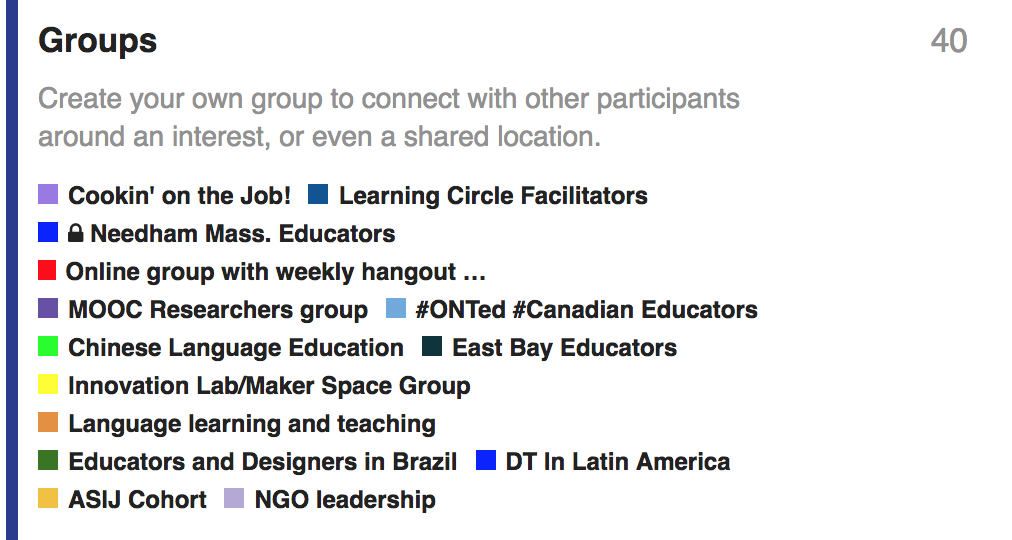 Groups 40
Create your own group to connect with other participants
around an interest, or even a shared location.
Cookin' on the Job! Learning Circle Facilitators
Needham Mass. Educators
Online group with weekly hangout ...
MOOC Researchers group #ONTed #Canadian Educators
Chinese Language Education East Bay Educators
Innovation Lab/Maker Space Group
Language learning and teaching
Educators and Designers in Brazil DT In Latin America
ASIJ Cohort NGO leadership